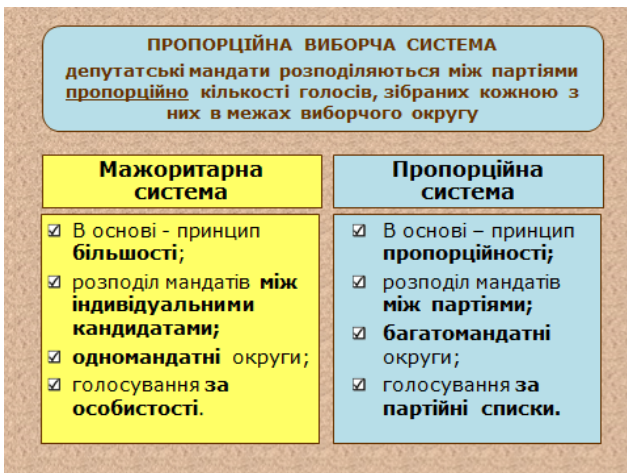 ПРОПОРЦІЙНА ВИБОРЧА СИСТЕМА
депутатські мандати розподіляються між партіями
пропорційно кількості голосів, зібраних кожною з
них в межах виборчого округу
Мажоритарна
система
В основі - принцип
більшості;
розподіл мандатів між
індивідуальними
кандидатами;
одномандатні округи;
голосування за
особистості.
Пропорційна
система
В основі – принцип
пропорційності;
розподіл мандатів
між партіями;
багатомандатні
округи;
голосування за
партійні списки.